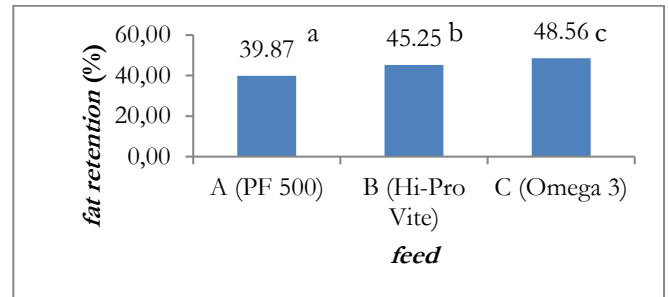 60,00
40,00
20,00
0,00
fat retention (%)
39.87 a
45.25 b
48.56 c
A (PF 500)
B (Hi-Pro
Vite)
C (Omega 3)
feed